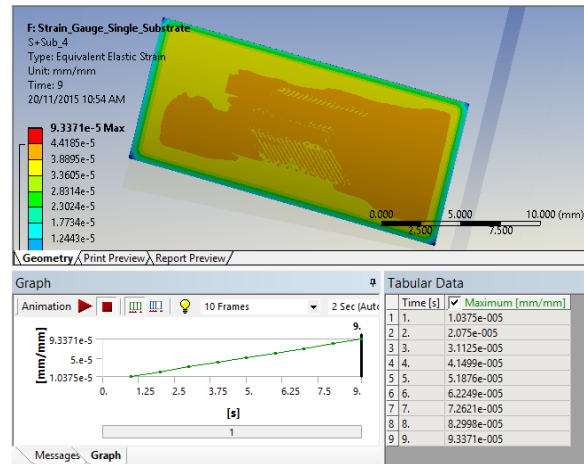 F: Strain_Gauge_Single_Substrate
S+Sub_4
Type: Equivalent Elastic Strain
Unit: mm/mm
Time: 9
20/11/2015 10:54 AM
9.3371e-5 Max
4.4185e-5
3.8895e-5
3.3605e-5
2.8314e-5
2.3024e-5
1.7734e-5
1.2443e-5
0.000 5.000 10.000 (mm)
2.500 7.500
Geometry Print Preview Report Preview
Graph
Animation 10 Frames 2 Sec (Auto
9.
9.3371e-5
5.e-5
1.0375e-5
[mm/mm]
0. 1.25 2.5 3.75 5. 6.25 7.5 9.
[s]
1
Messages Graph
Tabular Data
Time [s] Maximum [mm/mm]
1 1. 1.0375e-005
2 2. 2.075e-005
3 3. 3.1125e-005
4 4. 4.1499e-005
5 5. 5.1876e-005
6 6. 6.2249e-005
7 7. 7.2621e-005
8 8. 8.2998e-005
9 9. 9.3371e-005